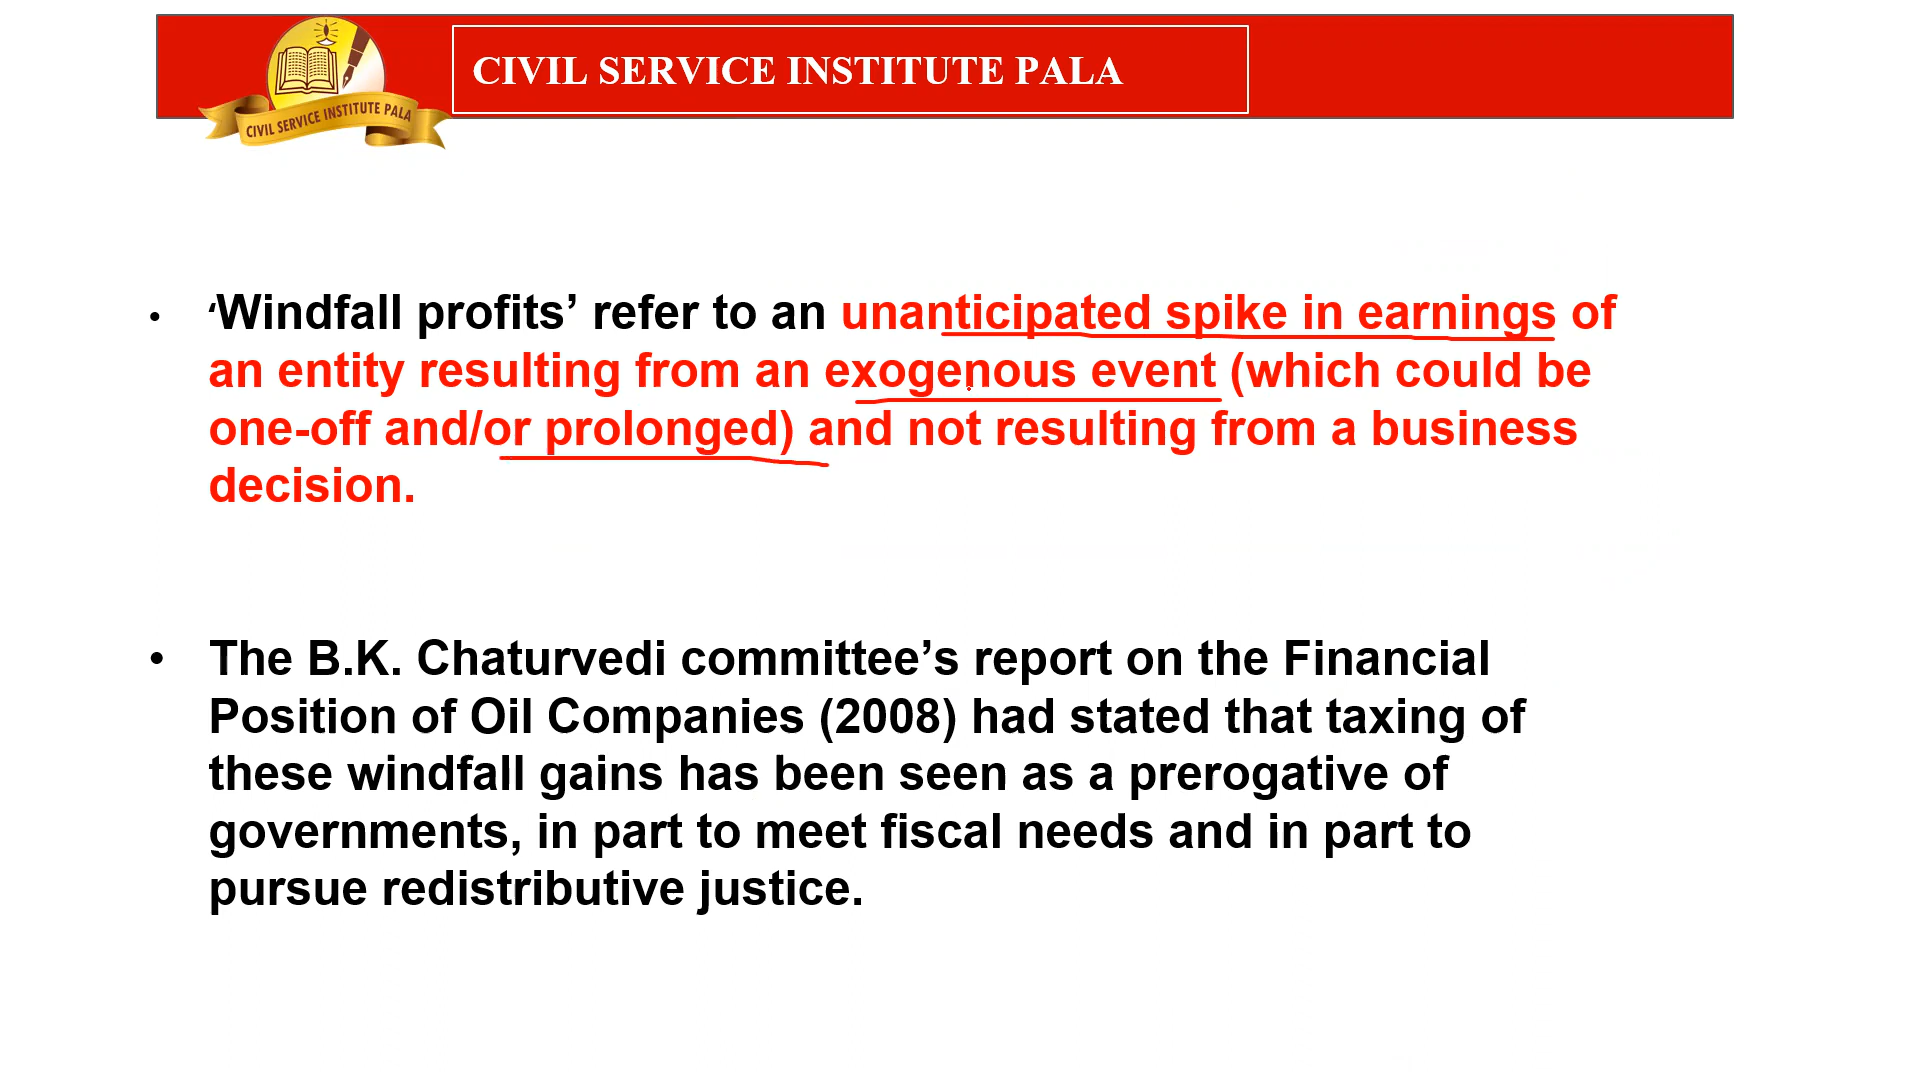 CIVIL SERVICE INSTITUTE PALA
CIVIL SERVICE INSTITUTE PALA
• ‘Windfall profits’ refer to an unanticipated spike in earnings of
an entity resulting from an exogenous event (which could be
one-off and/or prolonged) and not resulting from a business
decision.
• The B.K. Chaturvedi committee’s report on the Financial
Position of Oil Companies (2008) had stated that taxing of
these windfall gains has been seen as a prerogative of
governments, in part to meet fiscal needs and in part to
pursue redistributive justice.